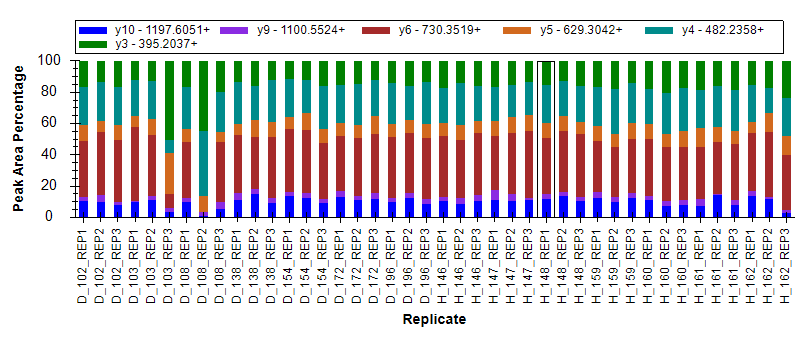 y10 - 1197.6051+ y9 - 1100.5524+ y6 - 730.3519+ y5 - 629.3042+ y4 - 482.2358+
y3 - 395.2037+
Peak Area Percentage
100
80
60
40
20
0
D_102_REP1
D_102_REP2
D_102_REP3
D_103_REP1
D_103_REP2
D_103_REP3
D_108_REP1
D_108_REP2
D_108_REP3
D_138_REP1
D_138_REP2
D_138_REP3
D_154_REP1
D_154_REP2
D_154_REP3
D_172_REP1
D_172_REP2
D_172_REP3
D_196_REP1
D_196_REP2
D_196_REP3
H_146_REP1
H_146_REP2
H_146_REP3
H_147_REP1
H_147_REP2
H_147_REP3
H_148_REP1
H_148_REP2
H_148_REP3
H_159_REP1
H_159_REP2
H_159_REP3
H_160_REP1
H_160_REP2
H_160_REP3
H_161_REP1
H_161_REP2
H_161_REP3
H_162_REP1
H_162_REP2
H_162_REP3
Replicate